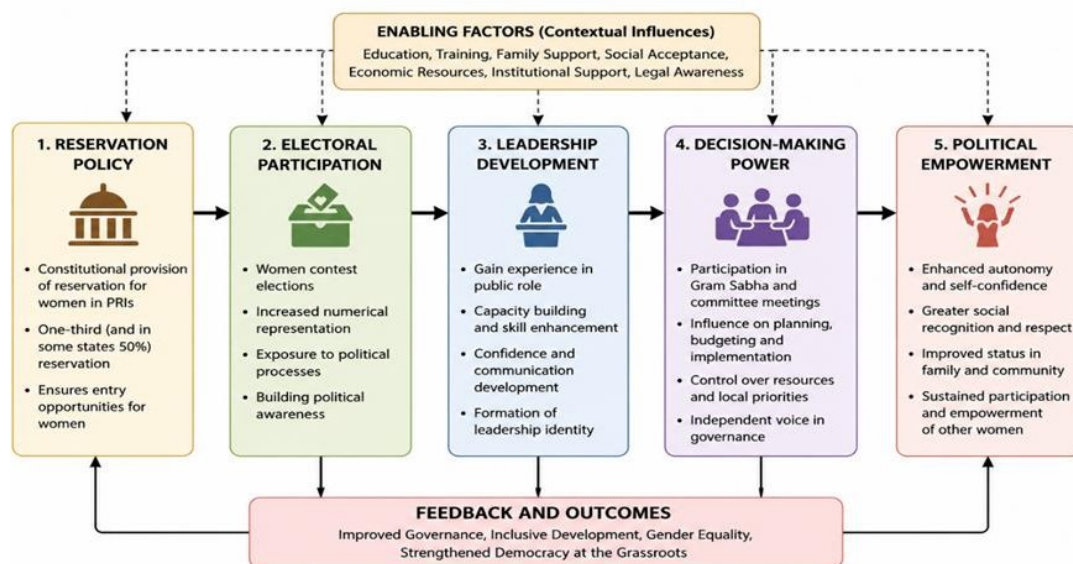 ENABLING FACTORS (Contextual Influences)
Education, Training, Family Support, Social Acceptance,
Economic Resources, Institutional Support, Legal Awareness
1. RESERVATION
POLICY
• Constitutional provision
of reservation for
women in PRIs
• One-third (and in
some states 50%)
reservation
• Ensures entry
opportunities for
women
2. ELECTORAL
PARTICIPATION
• Women contest
elections
• Increased numerical
representation
• Exposure to political
processes
• Building political
awareness
3. LEADERSHIP
DEVELOPMENT
• Gain experience in
public role
• Capacity building
and skill enhancement
• Confidence and
communication
development
• Formation of
leadership identity
4. DECISION-MAKING
POWER
• Participation in
Gram Sabha and
committee meetings
• Influence on planning,
budgeting and
implementation
• Control over resources
and local priorities
• Independent voice in
governance
5. POLITICAL
EMPOWERMENT
• Enhanced autonomy
and self-confidence
• Greater social
recognition and respect
• Improved status in
family and community
• Sustained participation
and empowerment
of other women
FEEDBACK AND OUTCOMES
Improved Governance, Inclusive Development, Gender Equality,
Strengthened Democracy at the Grassroots